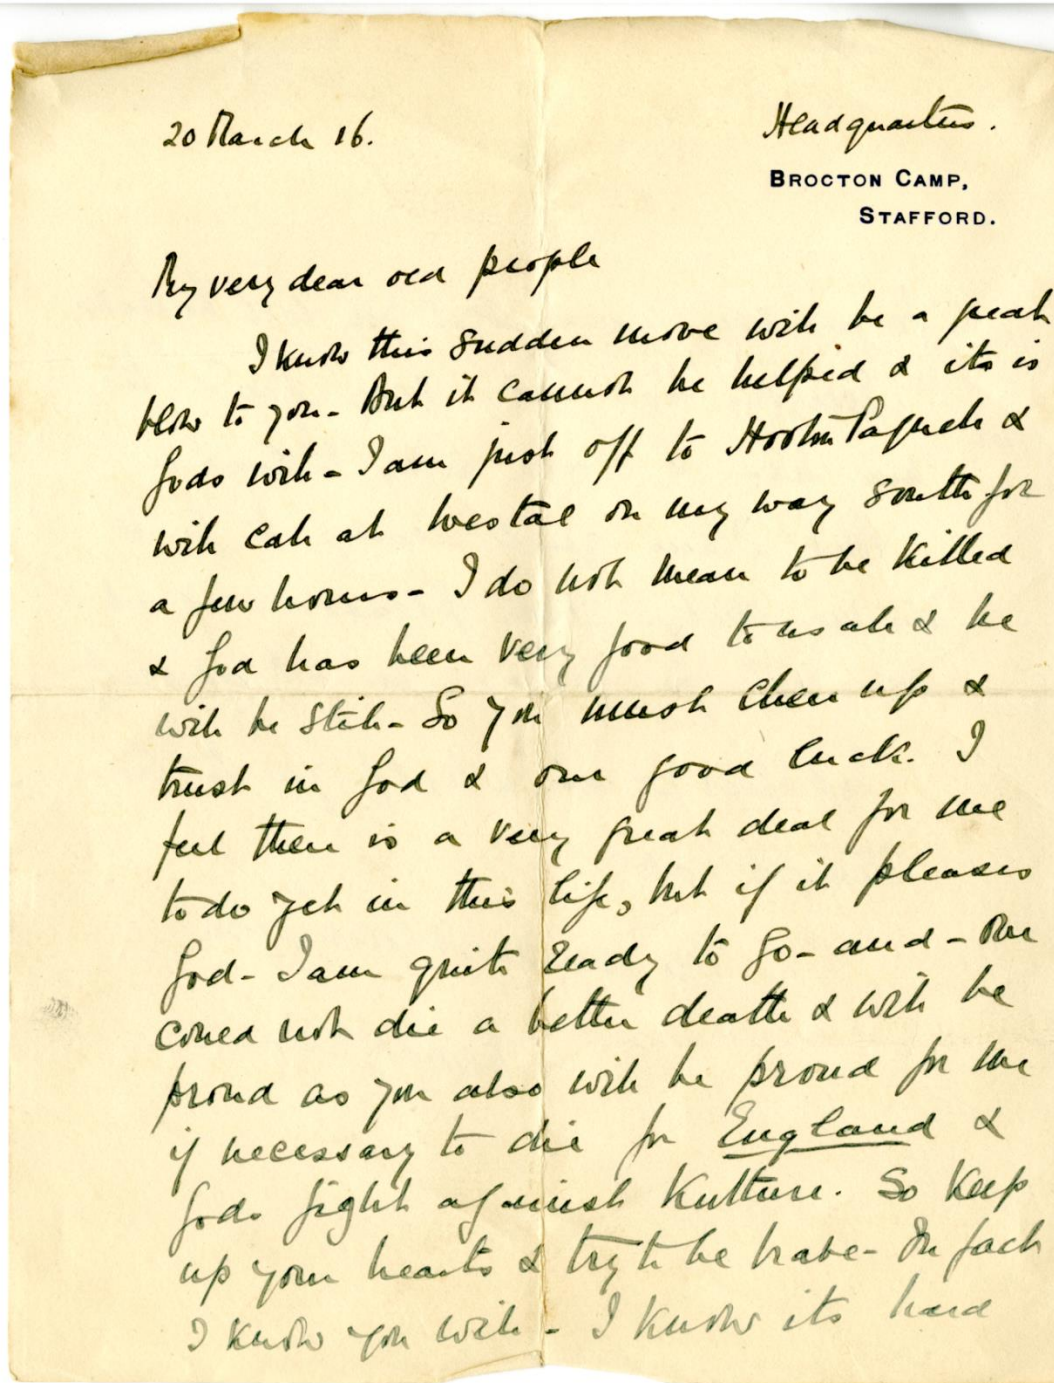 20 March 16.
Headquarters.
BROCTON CAMP,
STAFFORD.
My very dear old people
I know this sudden move will be a great
blow to you - But it cannot be helped & its is
Gods will - I am just off to Hooton Pagnell &
will call at Westal on my way south for
a few hours - I do not mean to be killed
& God has been very good to us all & he
will be still - So you must cheer up &
trust in God & our good luck. I
feel there is a very great deal for me
to do yet in this life, but if it pleases
God - I am quite ready to go - and - One
could not die a better death & will be
proud as you also will be proud for me
if necessary to die for England &
Gods fight against Kulture. So keep
up your hearts & try to be brave - In fact
I know you will - I know its hard